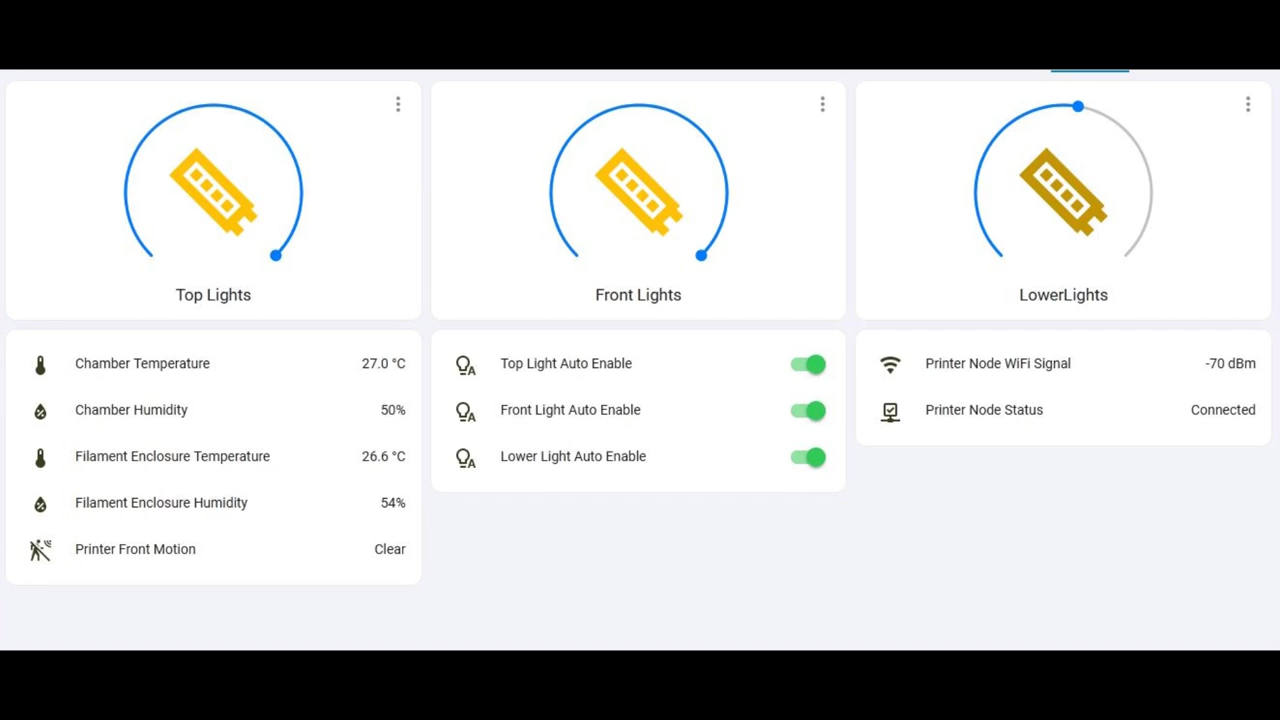 Top Lights
Front Lights
LowerLights
Chamber Temperature 27.0 °C
Chamber Humidity 50%
Filament Enclosure Temperature 26.6 °C
Filament Enclosure Humidity 54%
Printer Front Motion Clear
Top Light Auto Enable
Front Light Auto Enable
Lower Light Auto Enable
Printer Node WiFi Signal -70 dBm
Printer Node Status Connected